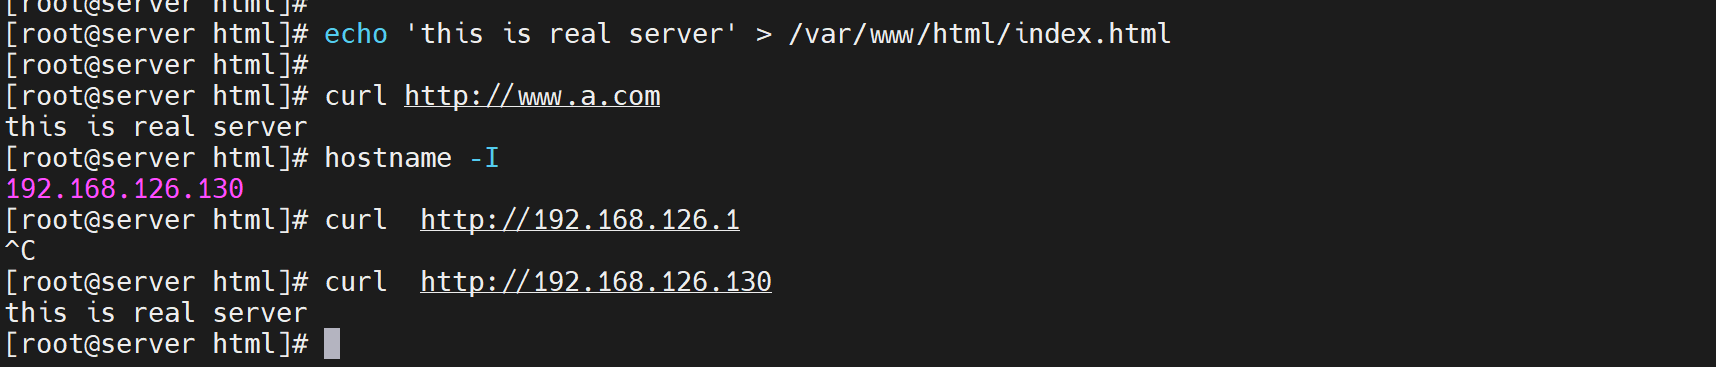 [root@server html]#
[root@server html]# echo 'this is real server' > /var/www/html/index.html
[root@server html]#
[root@server html]# curl http://www.a.com
this is real server
[root@server html]# hostname -I
192.168.126.130
[root@server html]# curl  http://192.168.126.1
^C
[root@server html]# curl  http://192.168.126.130
this is real server
[root@server html]#